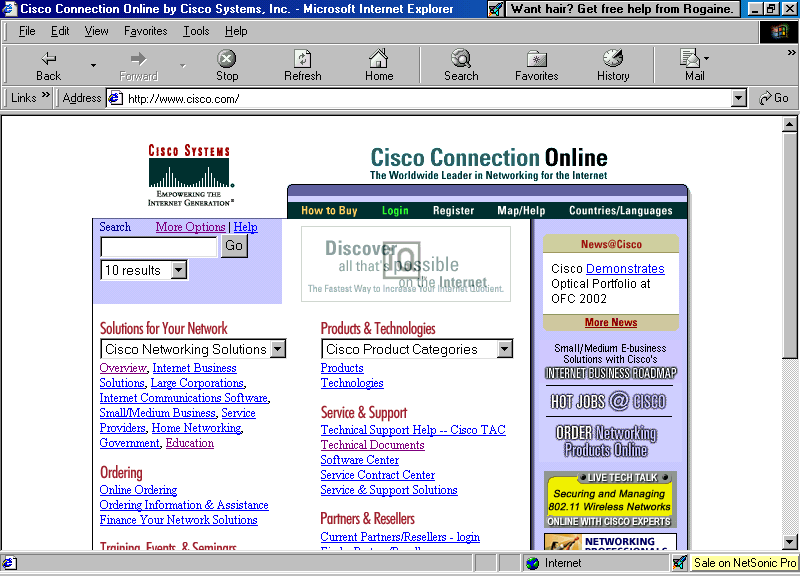 Cisco Connection Online by Cisco Systems, Inc. - Microsoft Internet Explorer
Want hair? Get free help from Rogaine.
File Edit View Favorites Tools Help
Back Forward Stop Refresh Home Search Favorites History Mail
Links » Address http://www.cisco.com/ Go
CISCO SYSTEMS
EMPOWERING THE
INTERNET GENERATION
Cisco Connection Online
The Worldwide Leader in Networking for the Internet
How to Buy Login Register Map/Help Countries/Languages
Search More Options | Help
Go
10 results
Discover
all that's possible
on the Internet
The Fastest Way to Increase Your Internet Quotient.
IQ
News@Cisco
Cisco Demonstrates
Optical Portfolio at
OFC 2002
More News
Solutions for Your Network
Cisco Networking Solutions
Overview, Internet Business
Solutions, Large Corporations,
Internet Communications Software,
Small/Medium Business, Service
Providers, Home Networking,
Government, Education
Ordering
Online Ordering
Ordering Information & Assistance
Finance Your Network Solutions
Training, Events, & Seminars
Products & Technologies
Cisco Product Categories
Products
Technologies
Service & Support
Technical Support Help -- Cisco TAC
Technical Documents
Software Center
Service Contract Center
Service & Support Solutions
Partners & Resellers
Current Partners/Resellers - login
Small/Medium E-business
Solutions with Cisco's
INTERNET BUSINESS ROADMAP
HOT JOBS @ CISCO
ORDER Networking
Products Online
LIVE TECH TALK
Securing and Managing
802.11 Wireless Networks
ONLINE WITH CISCO EXPERTS
NETWORKING
PROFESSIONALS
Internet
Sale on NetSonic Pro